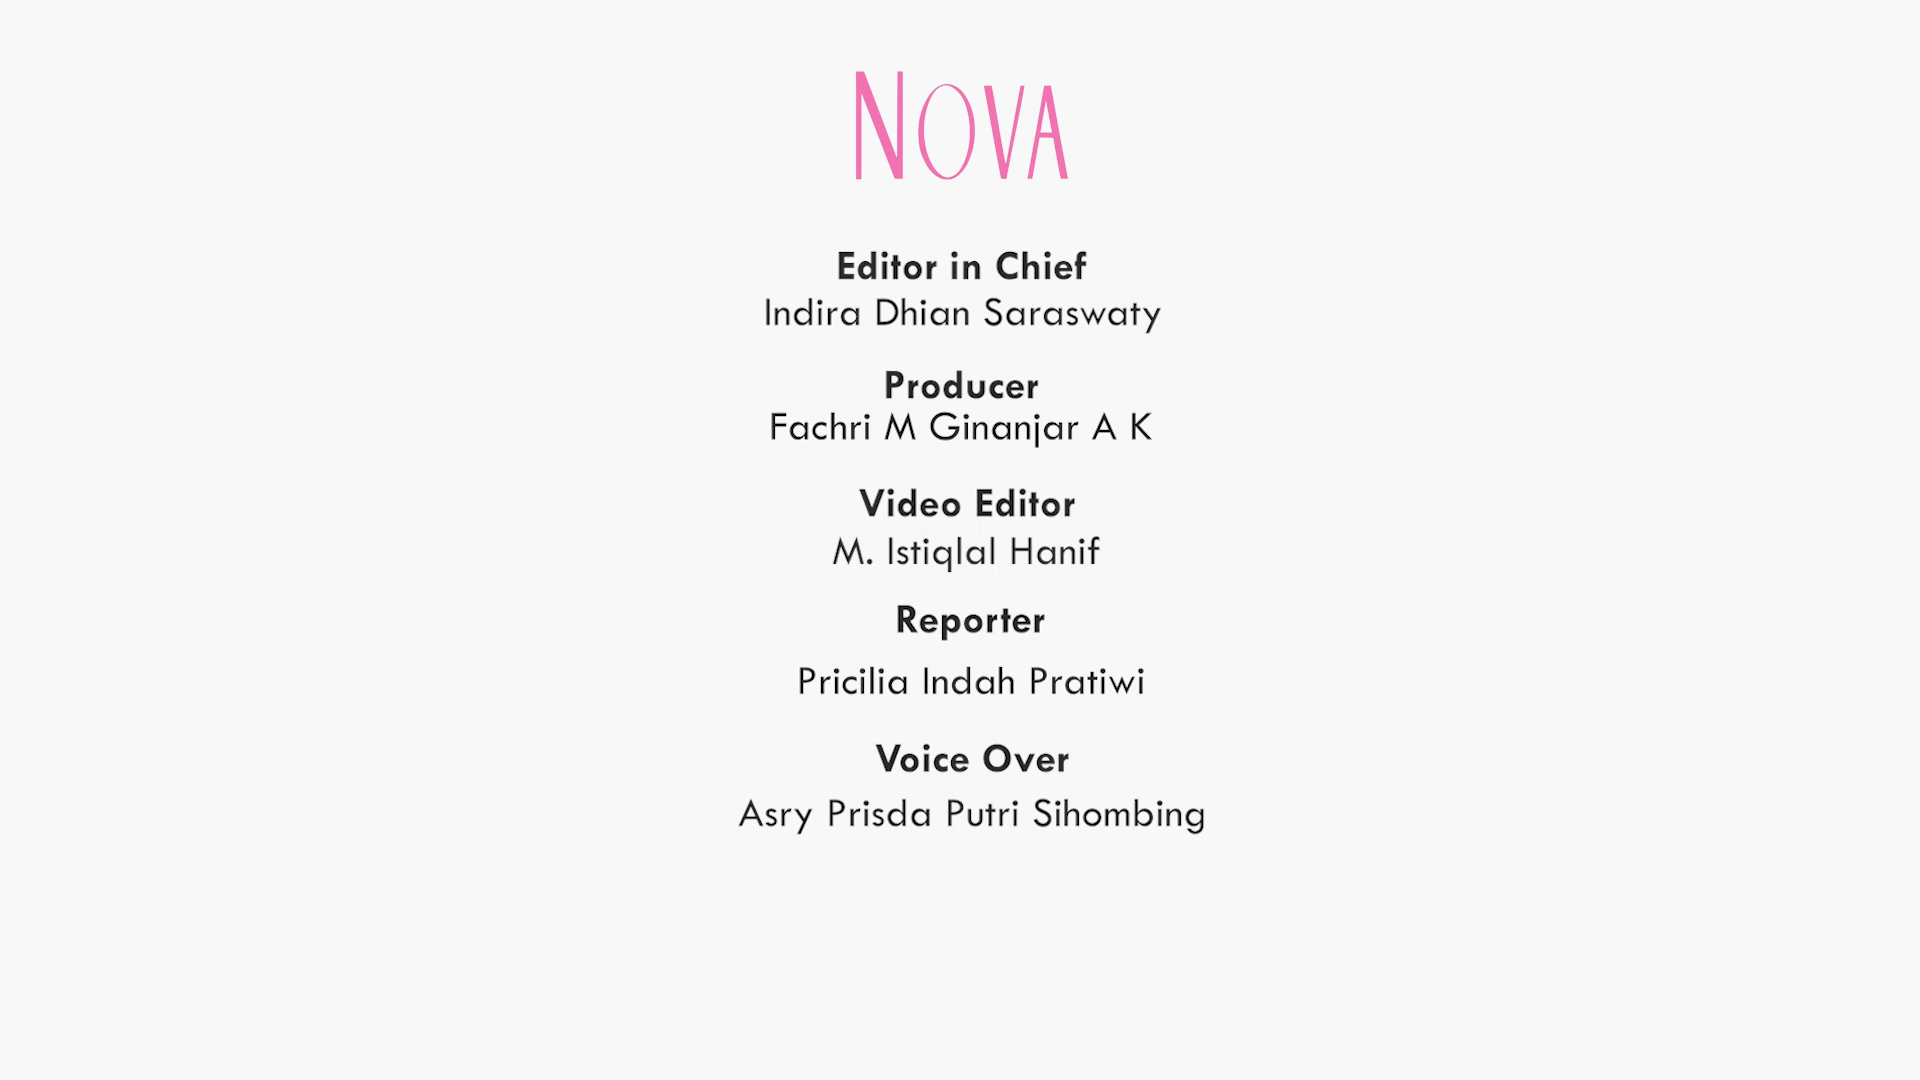 NOVA
Editor in Chief
Indira Dhian Saraswaty
Producer
Fachri M Ginanjar A K
Video Editor
M. Istiqlal Hanif
Reporter
Pricilia Indah Pratiwi
Voice Over
Asry Prisda Putri Sihombing